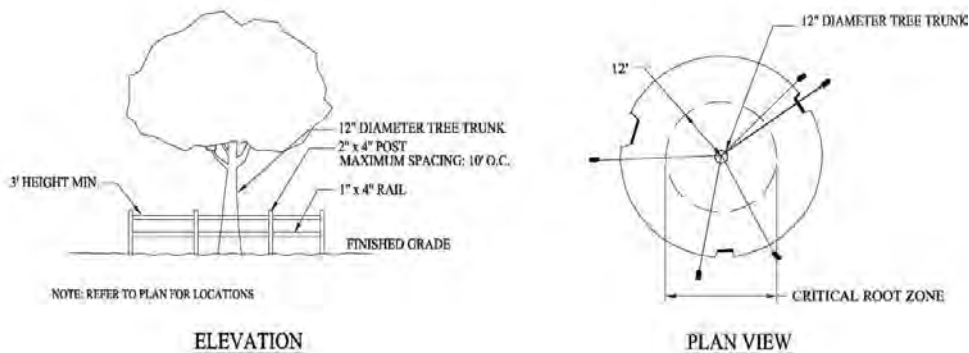 12" DIAMETER TREE TRUNK
2" x 4" POST
MAXIMUM SPACING: 10' O.C.
3' HEIGHT MIN.
1" x 4" RAIL
FINISHED GRADE
NOTE: REFER TO PLAN FOR LOCATIONS
ELEVATION
12" DIAMETER TREE TRUNK
12'
CRITICAL ROOT ZONE
PLAN VIEW